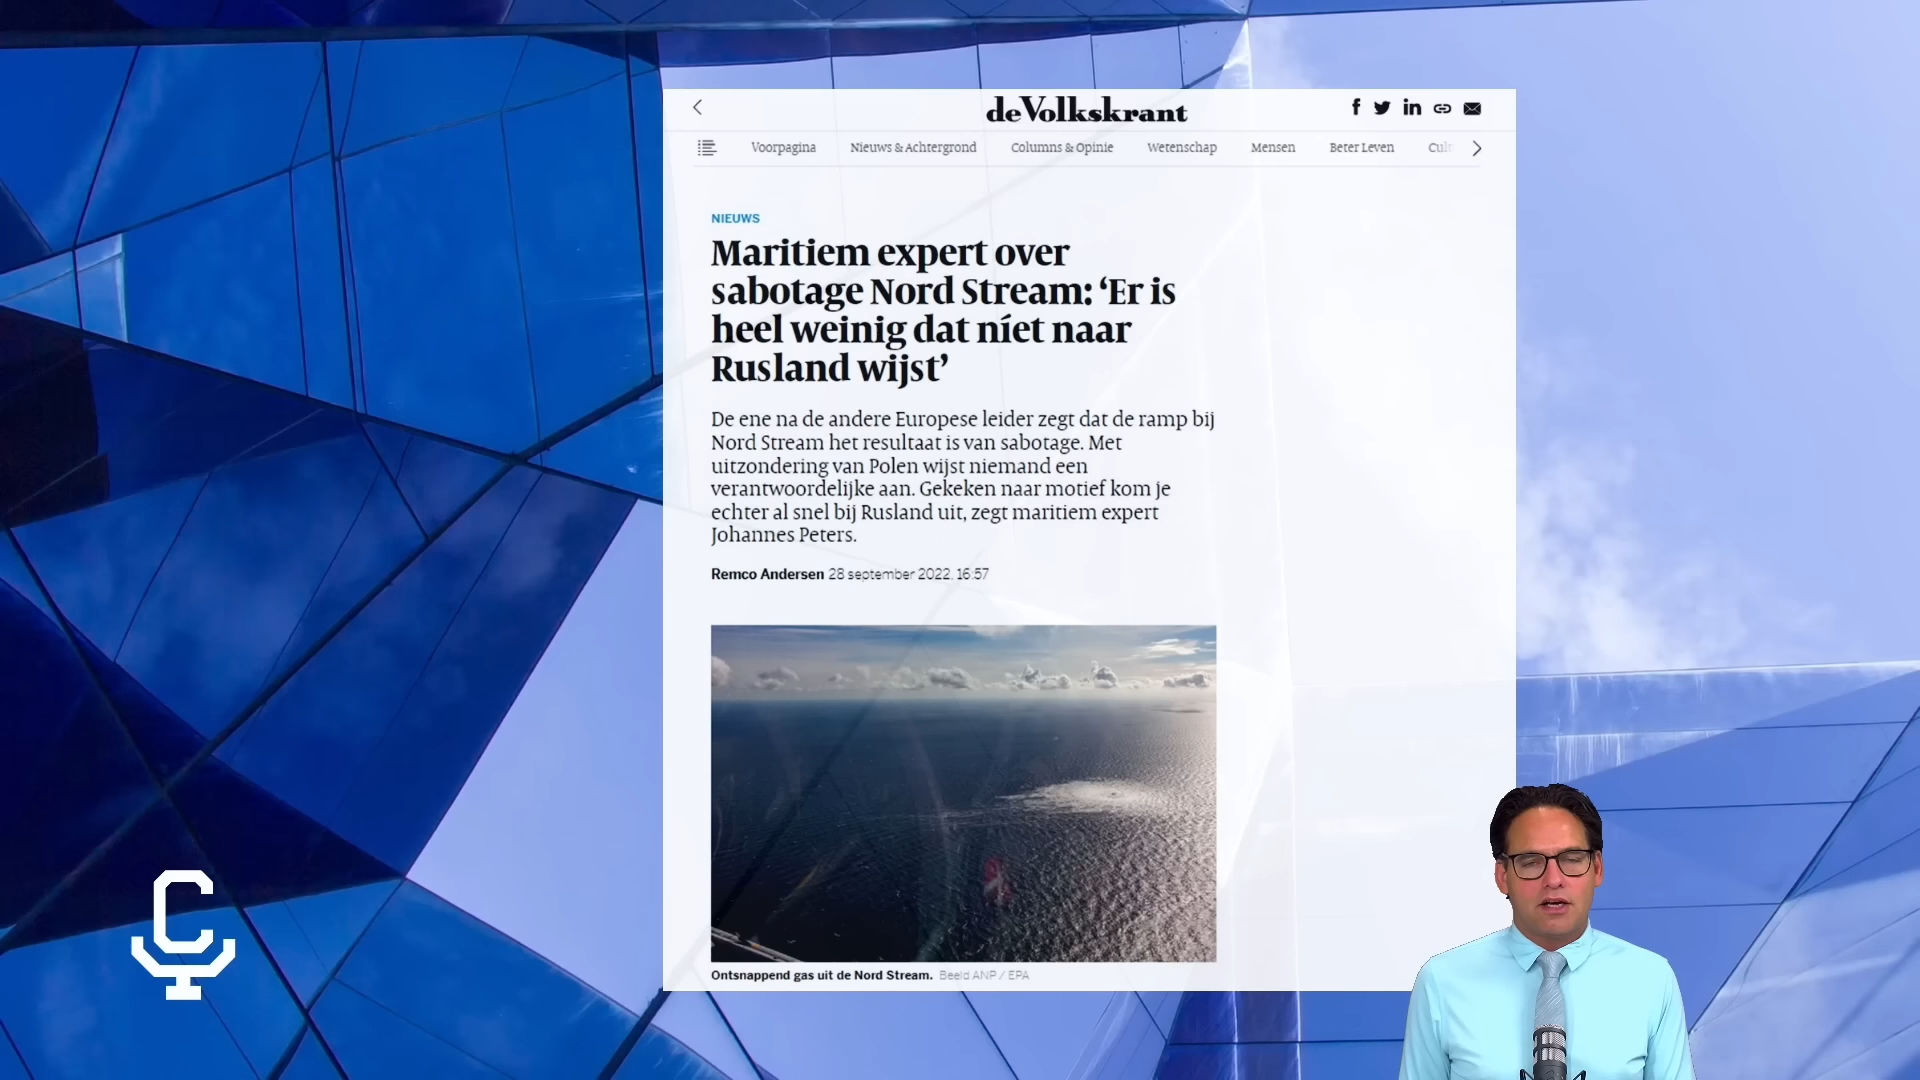 deVolkskrant
Voorpagina Nieuws & Achtergrond Columns & Opinie Wetenschap Mensen Beter Leven
NIEUWS
Maritiem expert over
sabotage Nord Stream: ‘Er is
heel weinig dat níet naar
Rusland wijst’
De ene na de andere Europese leider zegt dat de ramp bij
Nord Stream het resultaat is van sabotage. Met
uitzondering van Polen wijst niemand een
verantwoordelijke aan. Gekeken naar motief kom je
echter al snel bij Rusland uit, zegt maritiem expert
Johannes Peters.
Remco Andersen 28 september 2022, 16:57
Ontsnappend gas uit de Nord Stream. Beeld ANP / EPA